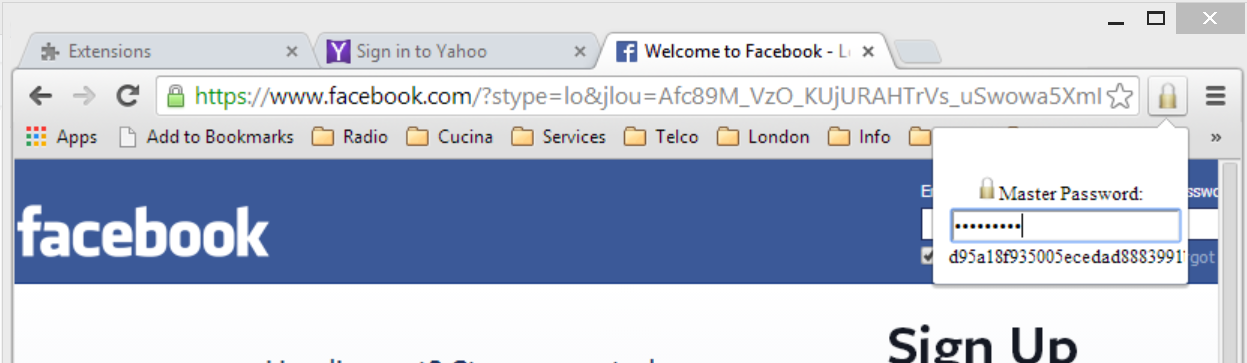 Extensions
Sign in to Yahoo
Welcome to Facebook -
https://www.facebook.com/?stype=lo&jlou=Afc89M_VzO_KUjURAHTrVs_uSwowa5XmI
Apps
Add to Bookmarks
Radio
Cucina
Services
Telco
London
Info
»
facebook
Master Password:
•••••••••
d95a18f935005ecedad8883991
got
Sign Up